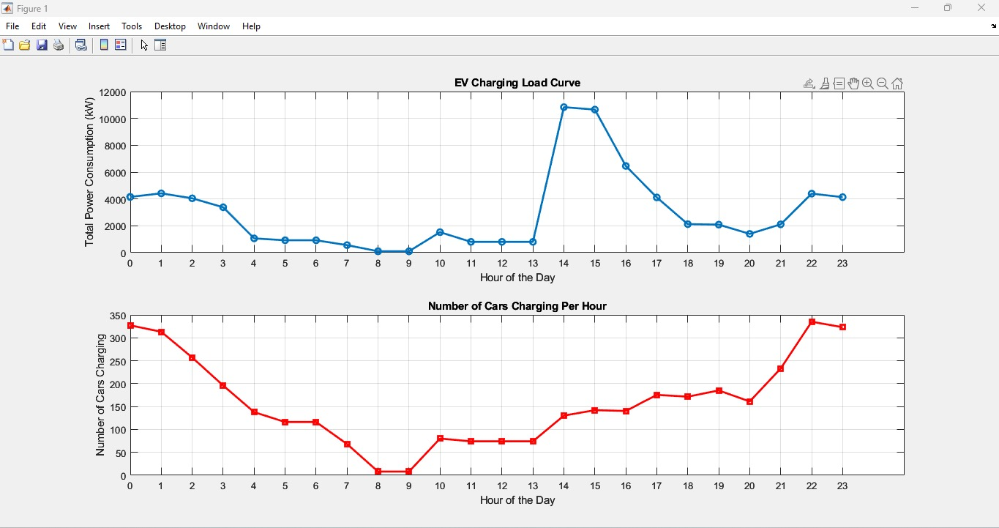 Figure 1
File Edit View Insert Tools Desktop Window Help
EV Charging Load Curve
Total Power Consumption (kW)
12000
10000
8000
6000
4000
2000
0
0 1 2 3 4 5 6 7 8 9 10 11 12 13 14 15 16 17 18 19 20 21 22 23
Hour of the Day
Number of Cars Charging Per Hour
Number of Cars Charging
350
300
250
200
150
100
50
0
0 1 2 3 4 5 6 7 8 9 10 11 12 13 14 15 16 17 18 19 20 21 22 23
Hour of the Day